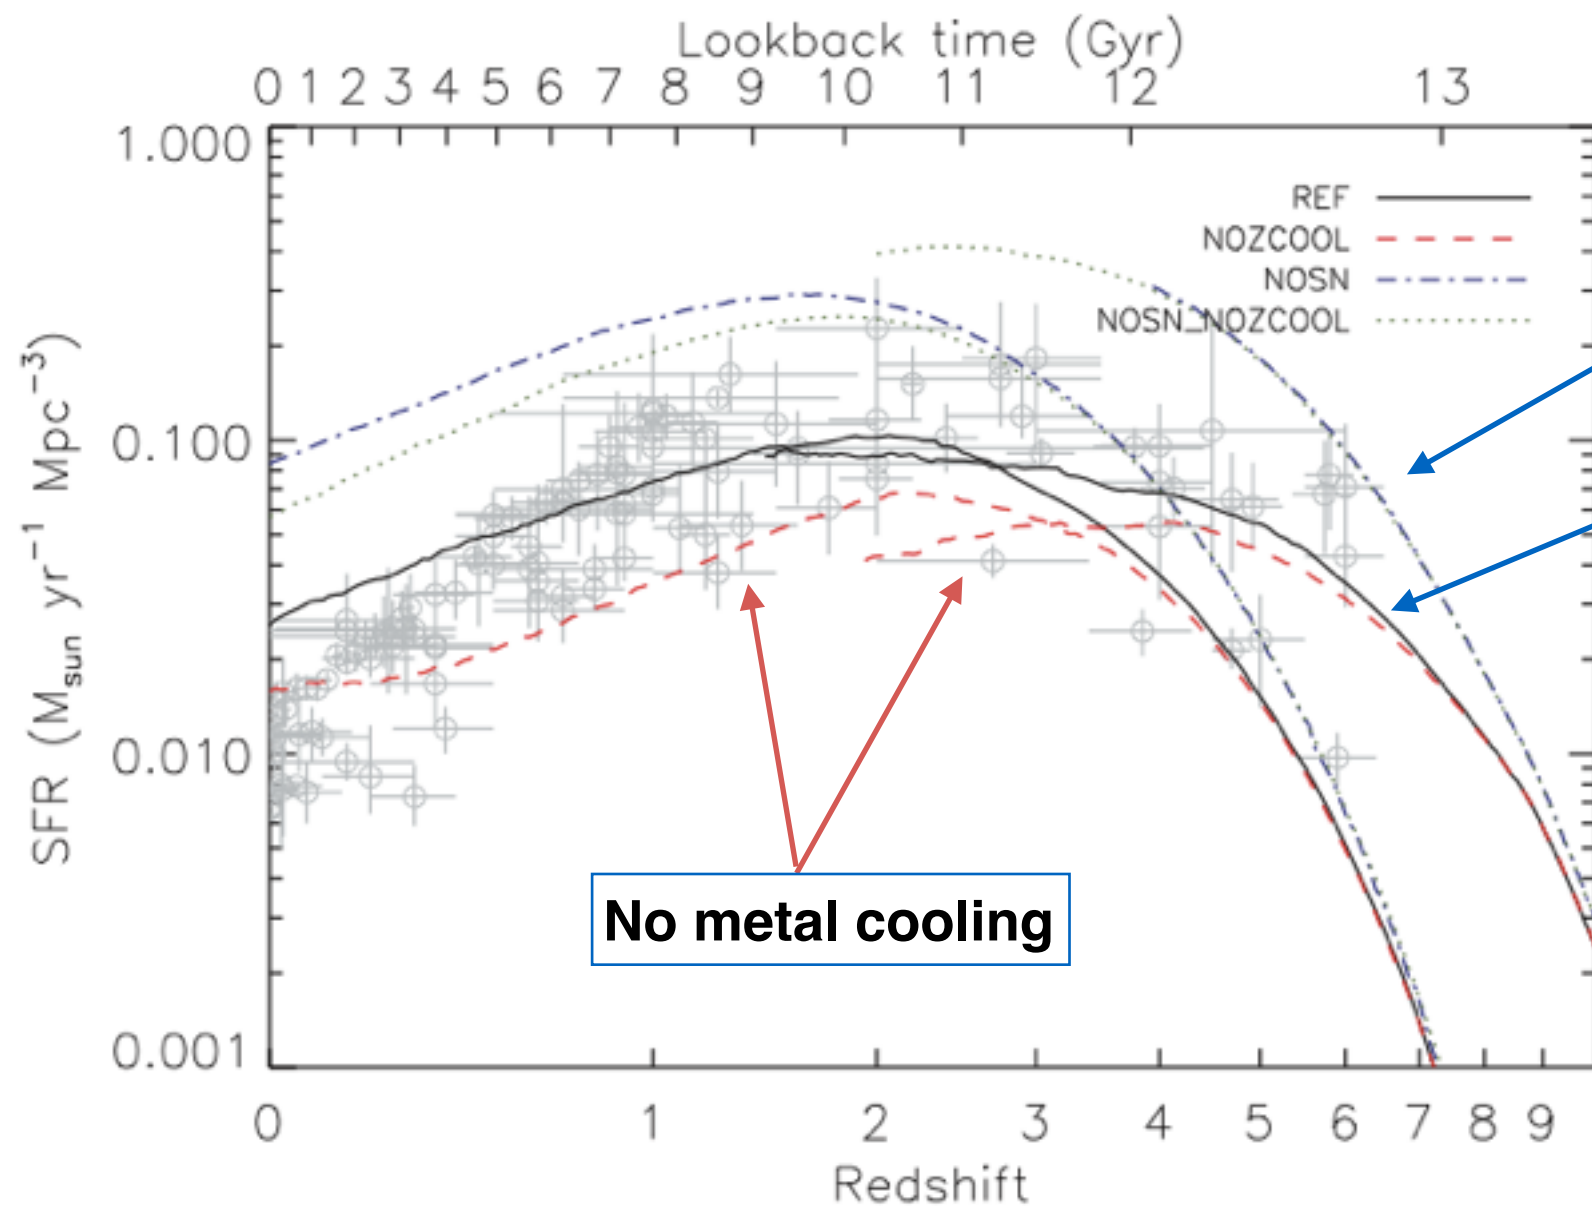 Lookback time (Gyr)
0 1 2 3 4 5 6 7 8 9 10 11 12 13
1.000
0.100
0.010
0.001
SFR (M_sun yr^-1 Mpc^-3)
REF
NOZCOOL
NOSN
NOSN_NOZCOOL
No metal cooling
0 1 2 3 4 5 6 7 8 9
Redshift